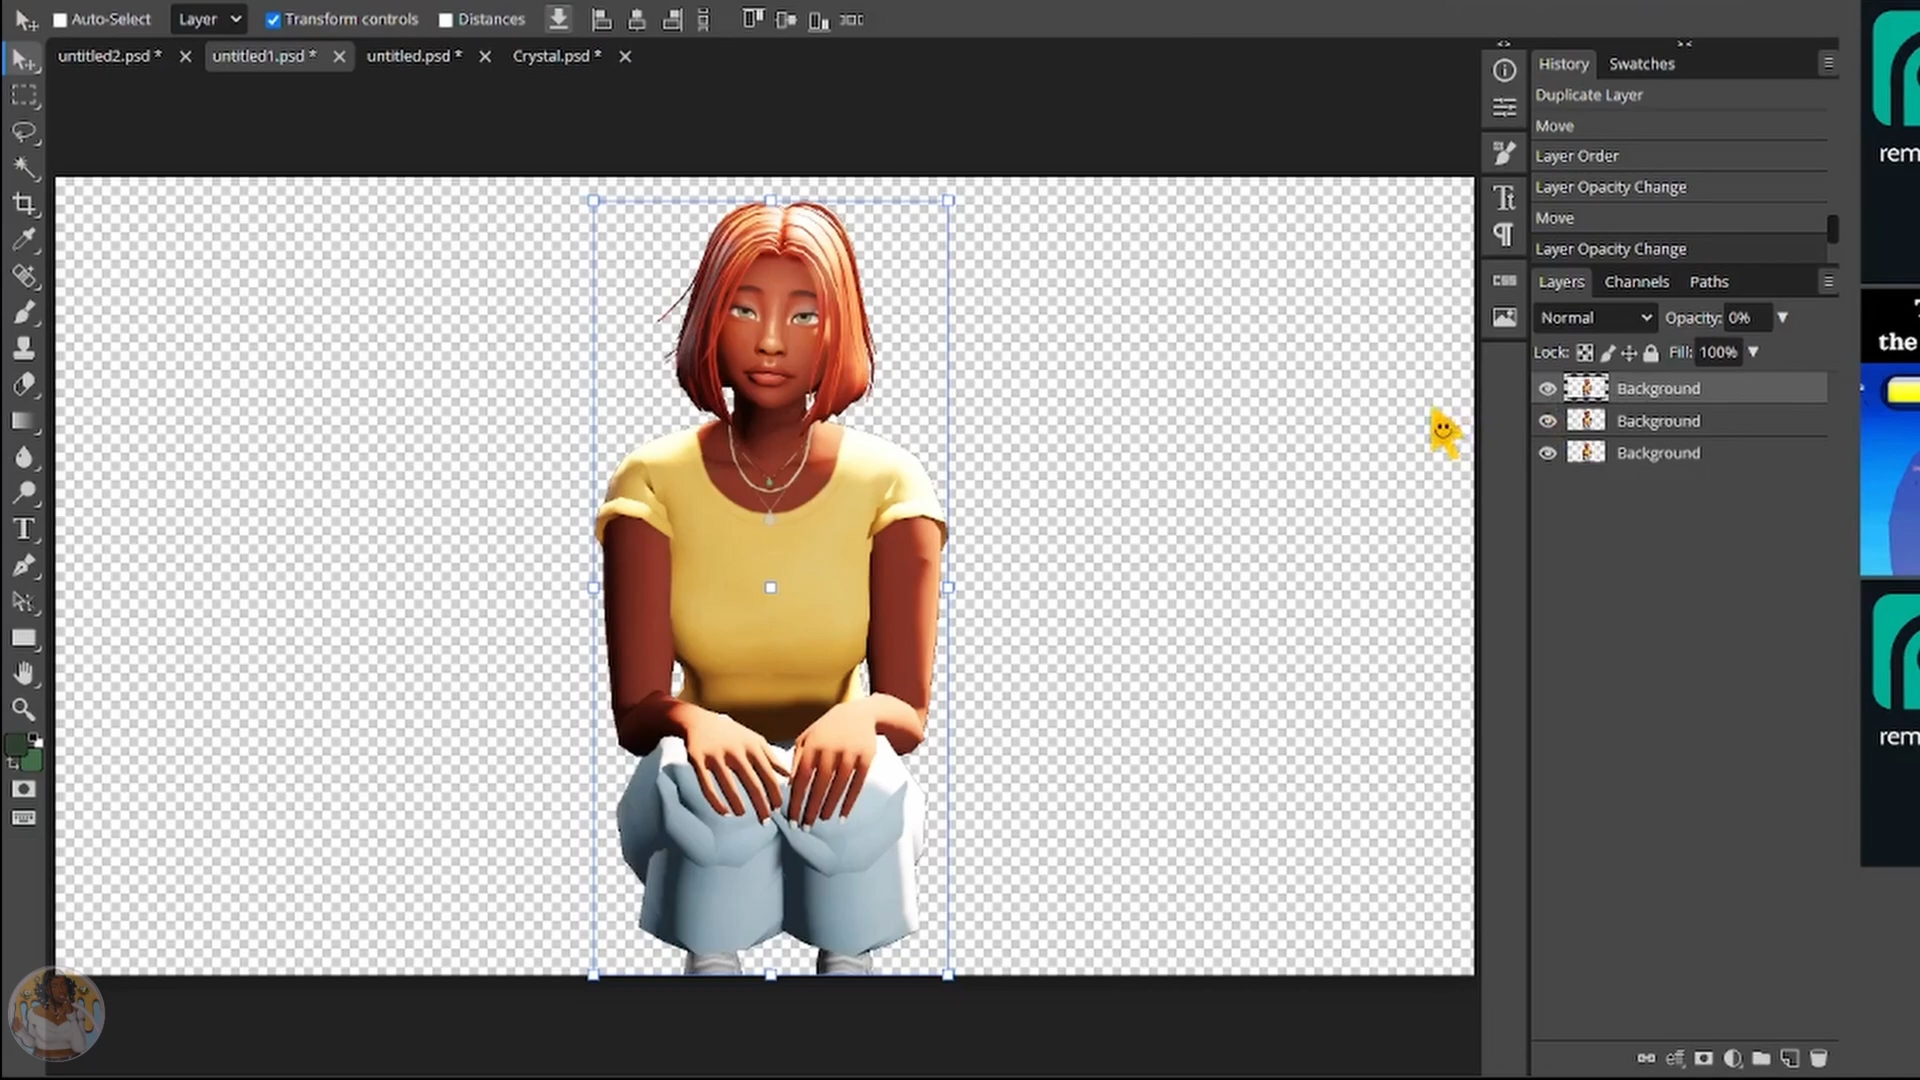 Auto-Select Layer Transform controls Distances
untitled2.psd * untitled1.psd * untitled.psd * Crystal.psd *
History Swatches
Duplicate Layer
Move
Layer Order
Layer Opacity Change
Move
Layer Opacity Change
Layers Channels Paths
Normal Opacity: 0%
Lock: Fill: 100%
Background
Background
Background
CSS
rem
the
rem